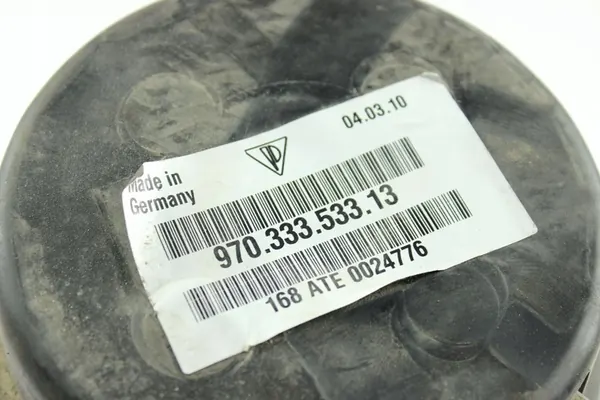 04.03.10
Made in
Germany
970.333.533.13
168 ATE 0024776